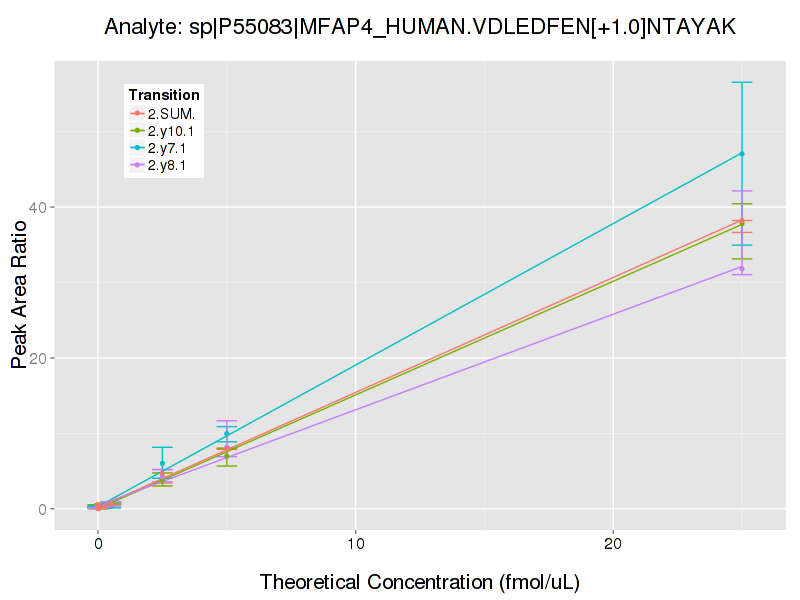 Analyte: sp|P55083|MFAP4_HUMAN.VDLEDFEN[+1.0]NTAYAK
Transition
2.SUM.
2.y10.1
2.y7.1
2.y8.1
Peak Area Ratio
40
20
0
0 10 20
Theoretical Concentration (fmol/uL)